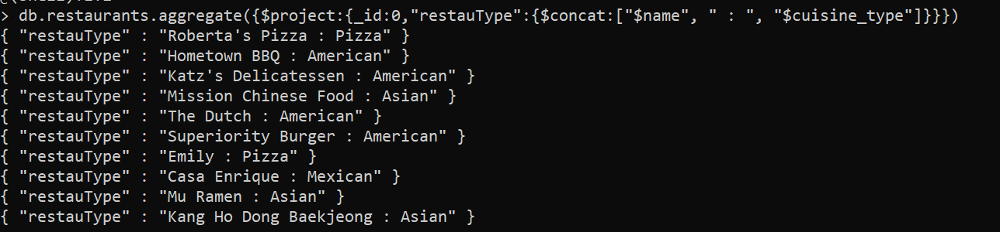 > db.restaurants.aggregate({$project:{_id:0,"restauType":{$concat:["$name", " : ", "$cuisine_type"]}}})
{ "restauType" : "Roberta's Pizza : Pizza" }
{ "restauType" : "Hometown BBQ : American" }
{ "restauType" : "Katz's Delicatessen : American" }
{ "restauType" : "Mission Chinese Food : Asian" }
{ "restauType" : "The Dutch : American" }
{ "restauType" : "Superiority Burger : American" }
{ "restauType" : "Emily : Pizza" }
{ "restauType" : "Casa Enrique : Mexican" }
{ "restauType" : "Mu Ramen : Asian" }
{ "restauType" : "Kang Ho Dong Baekjeong : Asian" }